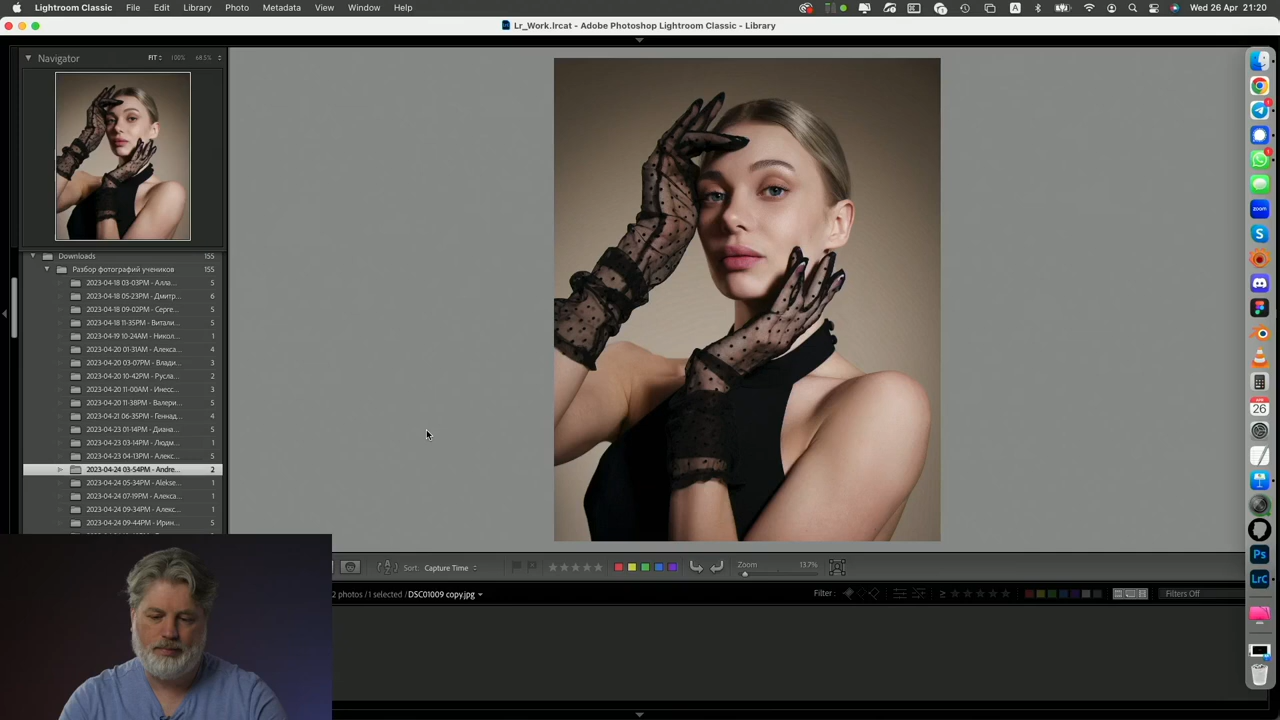 Lightroom Classic File Edit Library Photo Metadata View Window Help Wed 26 Apr 21:20
Lr_Work.lrcat - Adobe Photoshop Lightroom Classic - Library
Navigator FIT 100% 68.5%
Downloads 155
Разбор фотографий учеников 155
2023-04-18 03-03PM - Алла... 5
2023-04-18 05-23PM - Дмитр... 6
2023-04-18 09-02PM - Серге... 5
2023-04-18 11-35PM - Витали... 5
2023-04-19 10-24AM - Никол... 1
2023-04-20 01-31AM - Алекса... 4
2023-04-20 03-07PM - Влади... 3
2023-04-20 10-42PM - Русла... 2
2023-04-20 11-00AM - Инесс... 3
2023-04-20 11-38PM - Валери... 5
2023-04-21 06-35PM - Геннад... 4
2023-04-23 01-14PM - Диана... 5
2023-04-23 03-14PM - Людм... 1
2023-04-23 04-13PM - Алекс... 5
2023-04-24 03-54PM - Andre... 2
2023-04-24 05-34PM - Alekse... 1
2023-04-24 07-19PM - Алекса... 1
2023-04-24 09-34PM - Алекс... 1
2023-04-24 09-44PM - Ирин... 5
Sort: Capture Time Zoom 13.7%
2 photos / 1 selected / DSC01009 copy.jpg Filter : Filters Off
zoom
APR
26
Ps
LrC